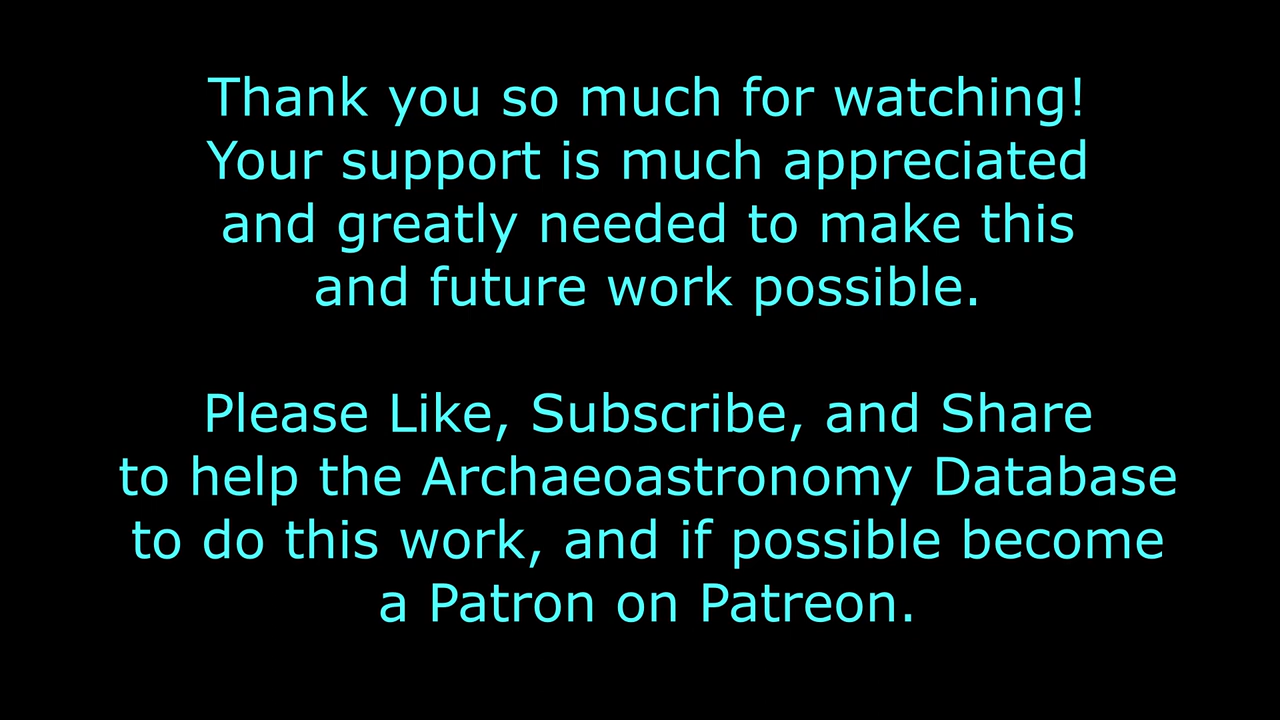 Thank you so much for watching!
Your support is much appreciated
and greatly needed to make this
and future work possible.
Please Like, Subscribe, and Share
to help the Archaeoastronomy Database
to do this work, and if possible become
a Patron on Patreon.